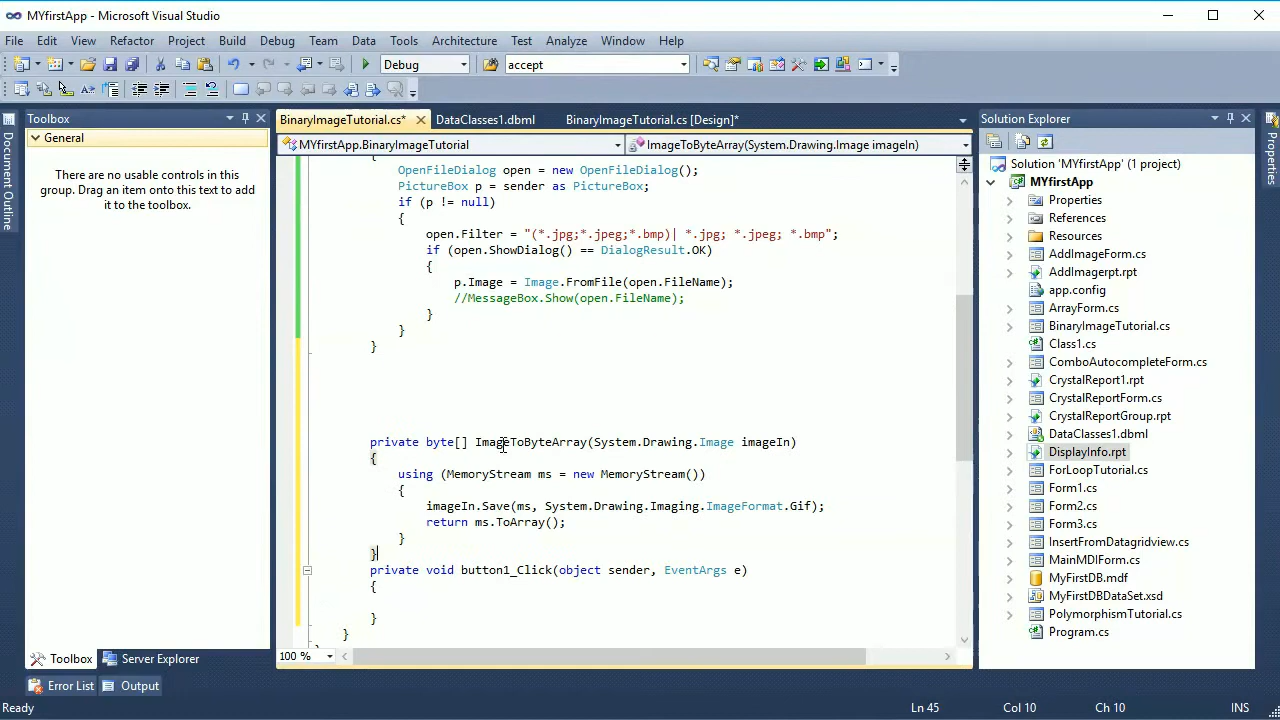 MYfirstApp - Microsoft Visual Studio
File Edit View Refactor Project Build Debug Team Data Tools Architecture Test Analyze Window Help
Debug accept
Toolbox
BinaryImageTutorial.cs* DataClasses1.dbml BinaryImageTutorial.cs [Design]*
Solution Explorer
Document Outline
General
There are no usable controls in this
group. Drag an item onto this text to add
it to the toolbox.
MYfirstApp.BinaryImageTutorial ImageToByteArray(System.Drawing.Image imageIn)
{
OpenFileDialog open = new OpenFileDialog();
PictureBox p = sender as PictureBox;
if (p != null)
{
open.Filter = "(*.jpg;*.jpeg;*.bmp)| *.jpg; *.jpeg; *.bmp";
if (open.ShowDialog() == DialogResult.OK)
{
p.Image = Image.FromFile(open.FileName);
//MessageBox.Show(open.FileName);
}
}
}
private byte[] ImageToByteArray(System.Drawing.Image imageIn)
{
using (MemoryStream ms = new MemoryStream())
{
imageIn.Save(ms, System.Drawing.Imaging.ImageFormat.Gif);
return ms.ToArray();
}
}
private void button1_Click(object sender, EventArgs e)
{
}
}
100 %
Solution 'MYfirstApp' (1 project)
MYfirstApp
Properties
References
Resources
AddImageForm.cs
AddImagerpt.rpt
app.config
ArrayForm.cs
BinaryImageTutorial.cs
Class1.cs
ComboAutocompleteForm.cs
CrystalReport1.rpt
CrystalReportForm.cs
CrystalReportGroup.rpt
DataClasses1.dbml
DisplayInfo.rpt
ForLoopTutorial.cs
Form1.cs
Form2.cs
Form3.cs
InsertFromDatagridview.cs
MainMDIForm.cs
MyFirstDB.mdf
MyFirstDBDataSet.xsd
PolymorphismTutorial.cs
Program.cs
Properties
Toolbox Server Explorer
Error List Output
Ready Ln 45 Col 10 Ch 10 INS